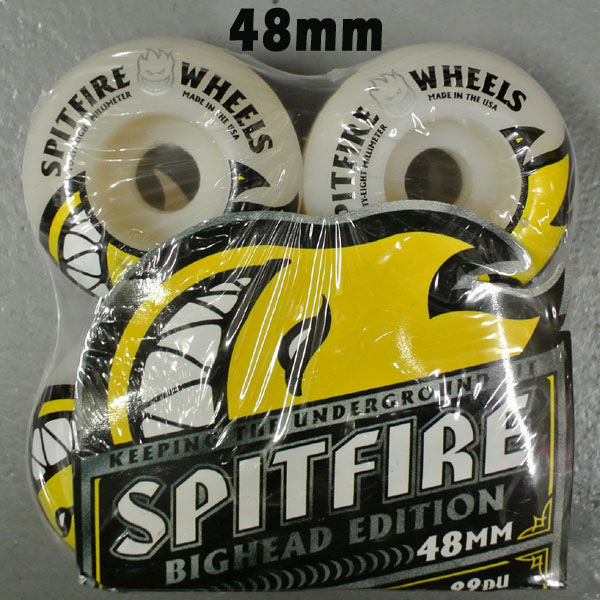 48mm
SPITFIRE WHEELS
MADE IN THE USA
SPITFIRE WHEELS
MADE IN THE USA
KEEPING THE UNDERGROUND LIT
SPITFIRE
BIGHEAD EDITION
48MM
99DU